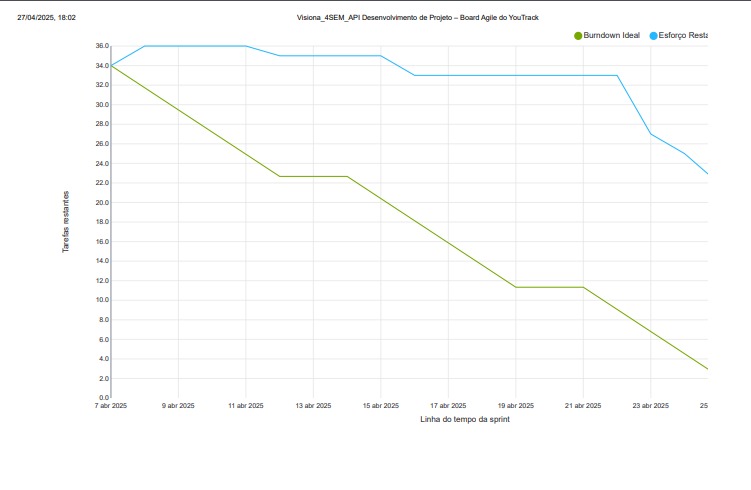 27/04/2025, 18:02
Visiona_4SEM_API Desenvolvimento de Projeto – Board Agile do YouTrack
Burndown Ideal
Esforço Resta
36.0
34.0
32.0
30.0
28.0
26.0
24.0
22.0
20.0
18.0
16.0
14.0
12.0
10.0
8.0
6.0
4.0
2.0
0.0
Tarefas restantes
7 abr 2025
9 abr 2025
11 abr 2025
13 abr 2025
15 abr 2025
17 abr 2025
19 abr 2025
21 abr 2025
23 abr 2025
25
Linha do tempo da sprint